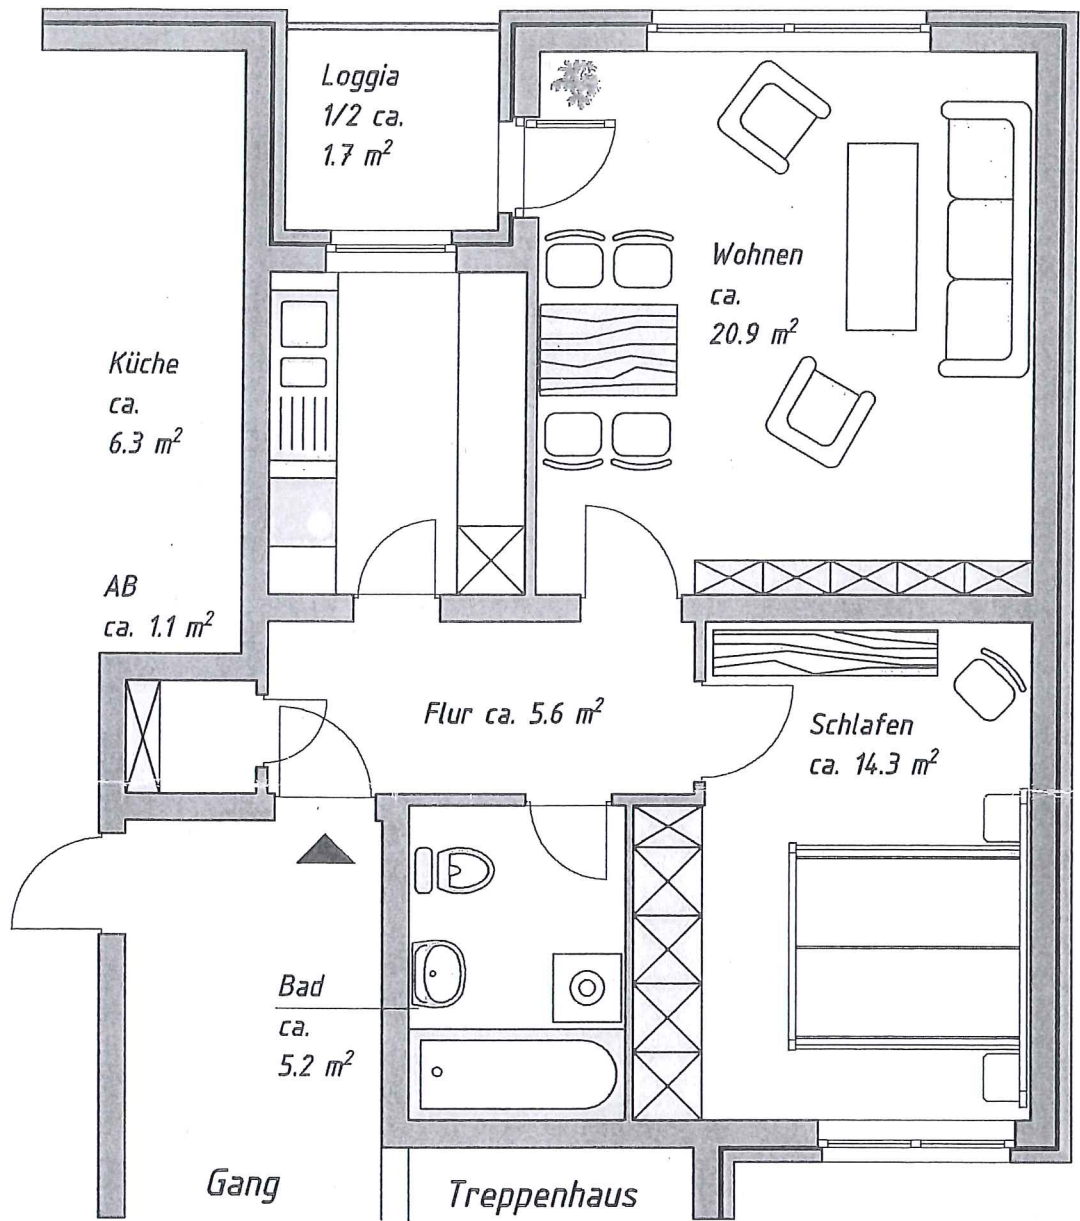 Loggia
1/2 ca.
1.7 m²
Wohnen
ca.
20.9 m²
Küche
ca.
6.3 m²
AB
ca. 1.1 m²
Flur ca. 5.6 m²
Schlafen
ca. 14.3 m²
Bad
ca.
5.2 m²
Gang
Treppenhaus